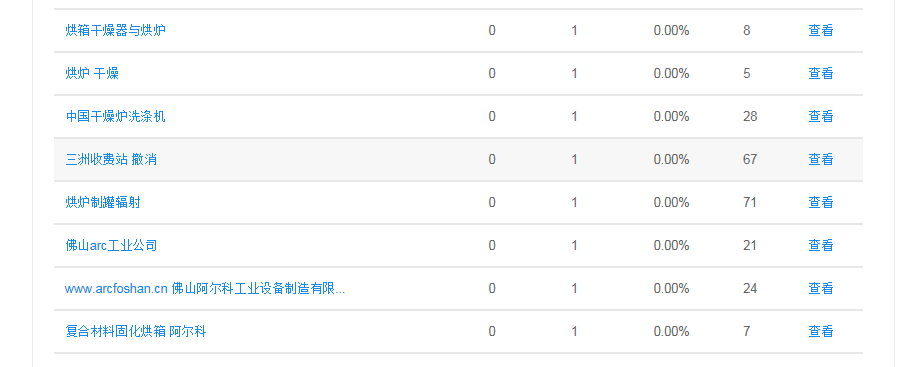 烘箱干燥器与烘炉 0 1 0.00% 8 查看
烘炉 干燥 0 1 0.00% 5 查看
中国干燥炉洗涤机 0 1 0.00% 28 查看
三洲收费站 撤消 0 1 0.00% 67 查看
烘炉制罐辐射 0 1 0.00% 71 查看
佛山arc工业公司 0 1 0.00% 21 查看
www.arcfoshan.cn 佛山阿尔科工业设备制造有限... 0 1 0.00% 24 查看
复合材料固化烘箱 阿尔科 0 1 0.00% 7 查看